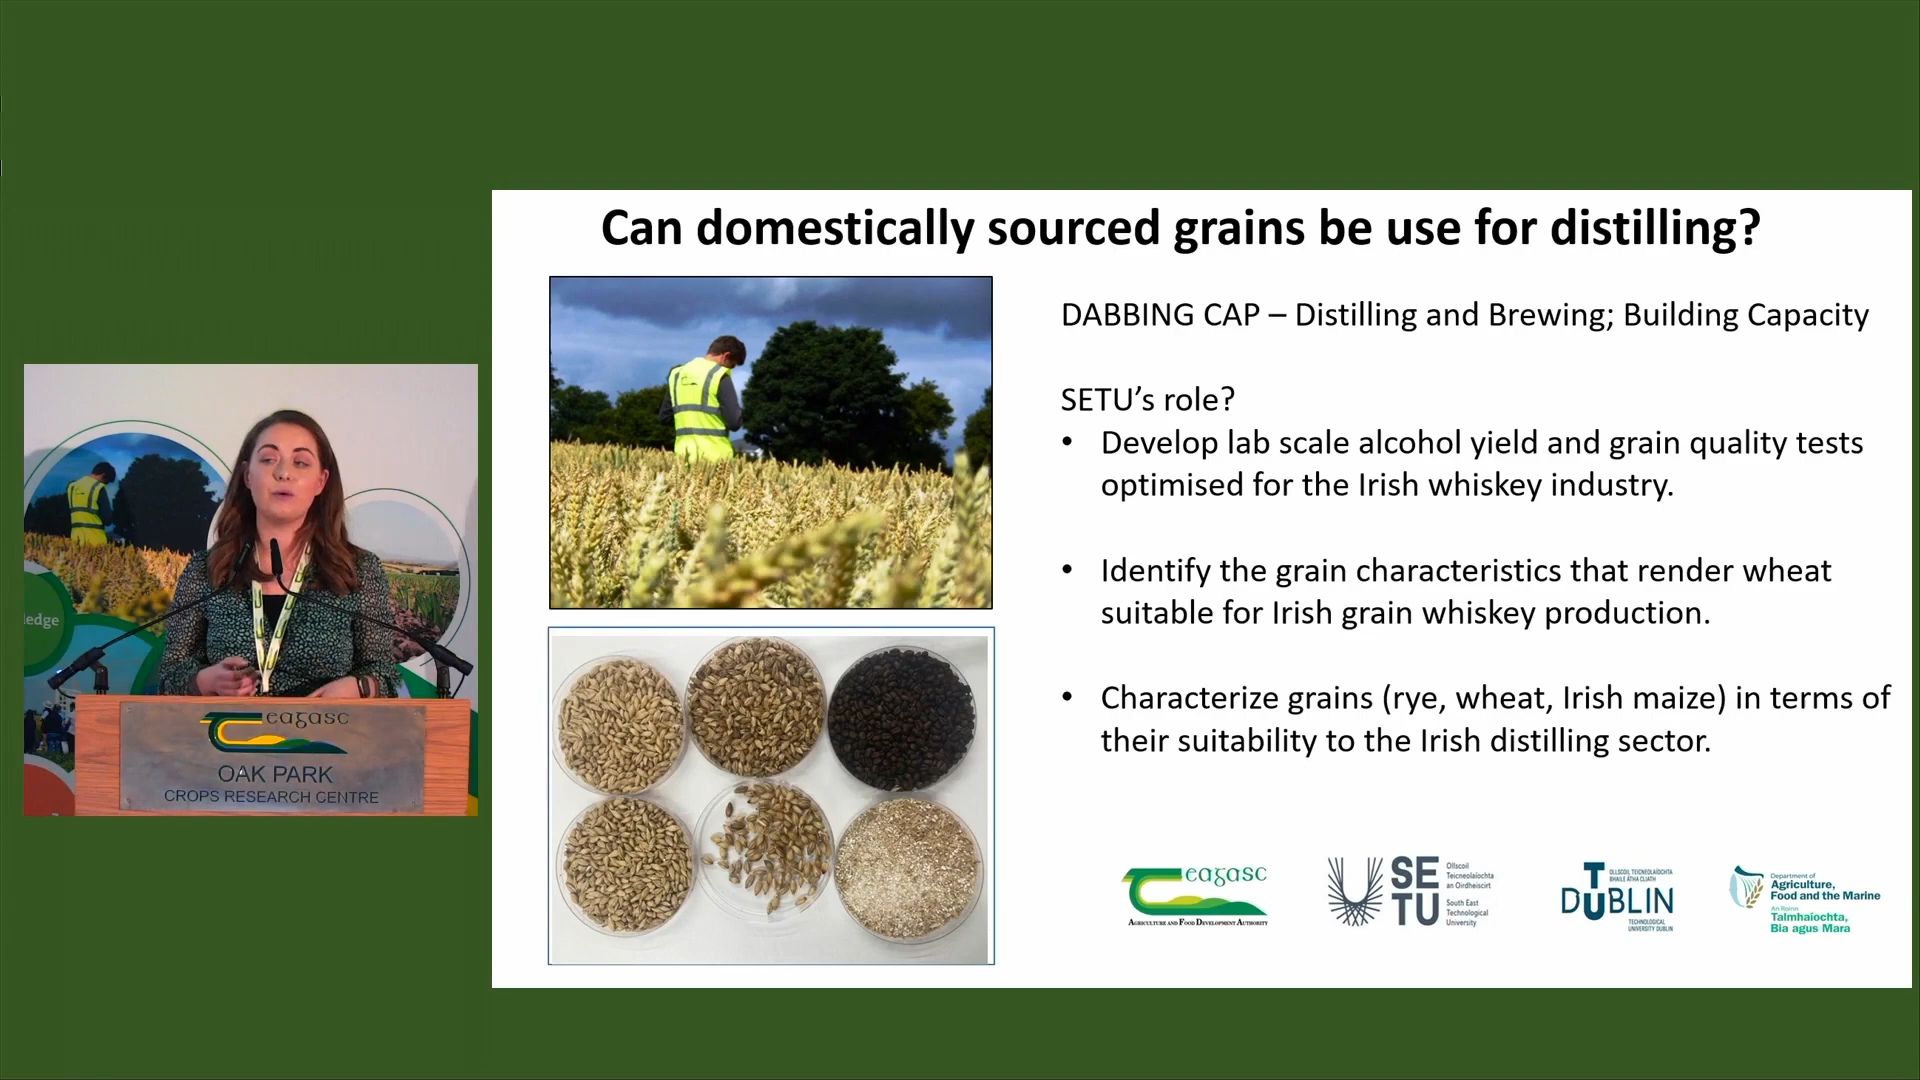 Can domestically sourced grains be use for distilling?
DABBING CAP – Distilling and Brewing; Building Capacity
SETU’s role?
• Develop lab scale alcohol yield and grain quality tests
optimised for the Irish whiskey industry.
• Identify the grain characteristics that render wheat
suitable for Irish grain whiskey production.
• Characterize grains (rye, wheat, Irish maize) in terms of
their suitability to the Irish distilling sector.
ledge
eagasc
OAK PARK
CROPS RESEARCH CENTRE
Teagasc
AGRICULTURE AND FOOD DEVELOPMENT AUTHORITY
SE
TU
Ollscoil
Teicneolaíochta
an Oirdheiscirt
South East
Technological
University
OLLSCOIL TEICNEOLAÍOCHTA
BHAILE ÁTHA CLIATH
TU DUBLIN
TECHNOLOGICAL
UNIVERSITY DUBLIN
Department of
Agriculture,
Food and the Marine
An Roinn
Talmhaíochta,
Bia agus Mara